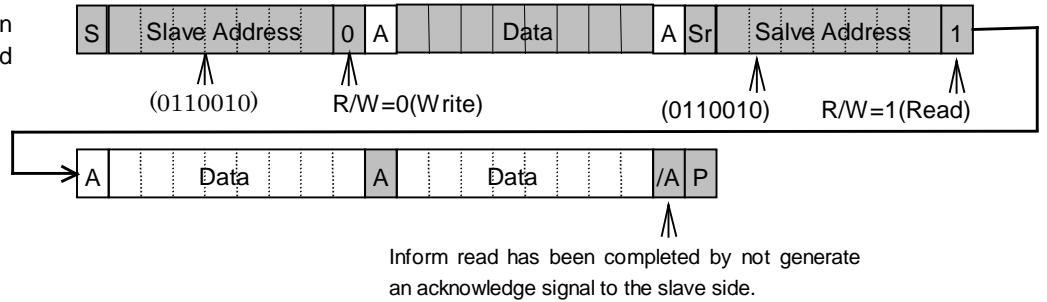 n
d
S Slave Address 0 A Data A Sr Salve Address 1
(0110010) R/W=0(Write) (0110010) R/W=1(Read)
A Data A Data /A P
Inform read has been completed by not generate
an acknowledge signal to the slave side.